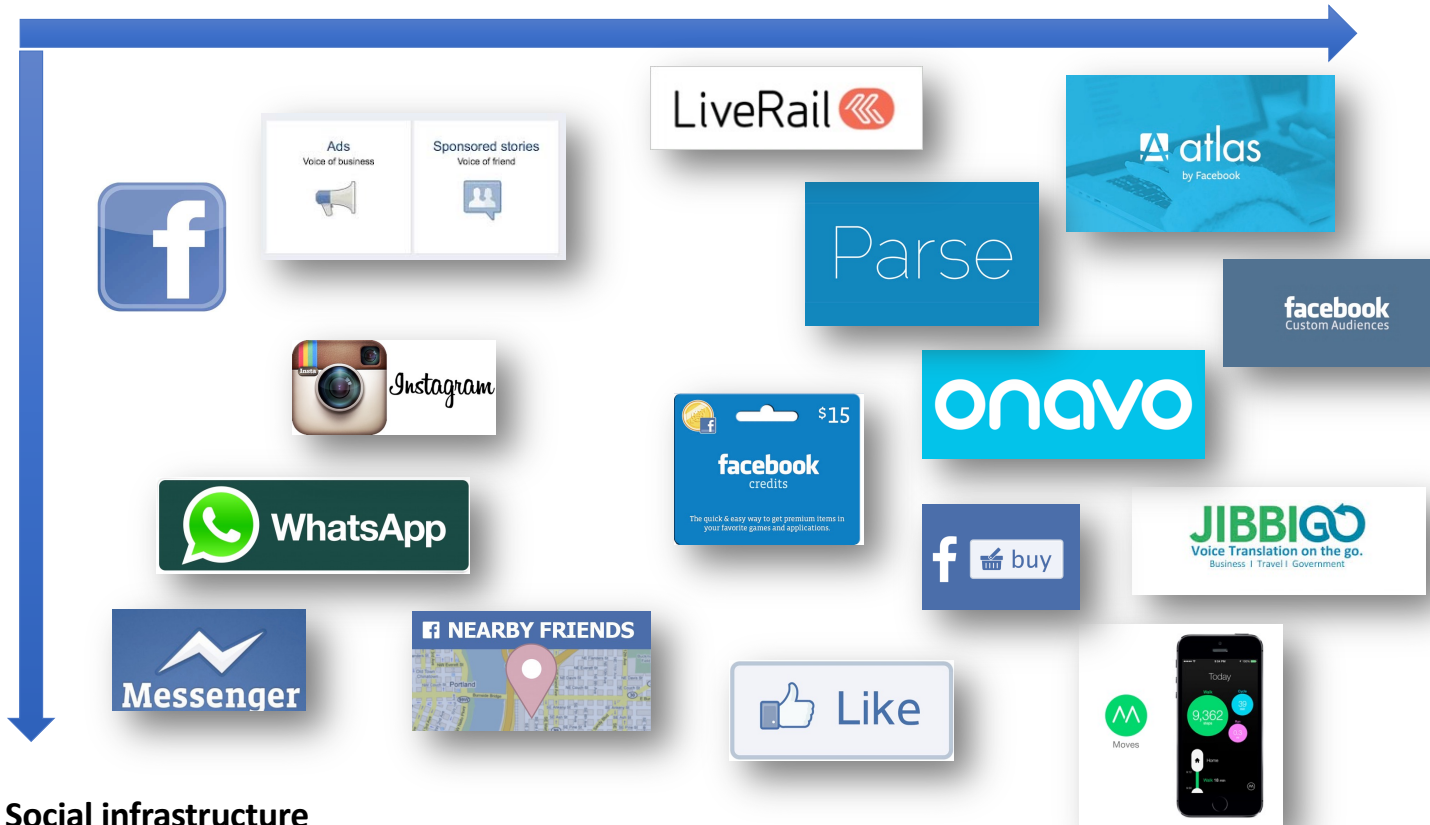 LiveRail
atlas
by Facebook
Ads
Voice of business
Sponsored stories
Voice of friend
f
Parse
facebook
Custom Audiences
Insta
Instagram
onavo
f
$15
facebook
credits
The quick & easy way to get premium items in
your favorite games and applications.
WhatsApp
JIBBIGO
Voice Translation on the go.
Business I Travel I Government
f buy
Messenger
f NEARBY FRIENDS
Portland
Like
Moves
Today
9,362
Home
Social infrastructure